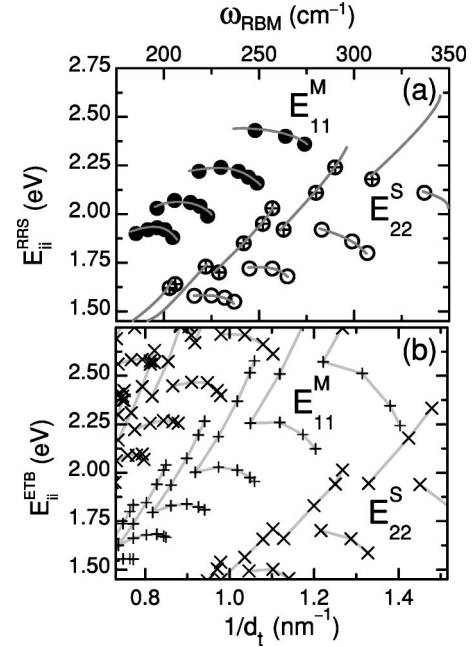 ω_RBM (cm⁻¹)
200 250 300 350
(a)
E_11^M
E_22^S
2.75
2.50
2.25
2.00
1.75
1.50
E_ii^RRS (eV)
(b)
E_11^M
E_22^S
2.50
2.25
2.00
1.75
1.50
E_ii^ETB (eV)
0.8 1.0 1.2 1.4
1/d_t (nm⁻¹)